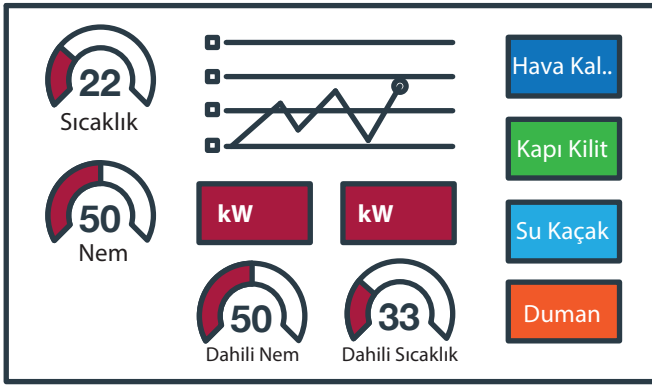 22
Sıcaklık
50
Nem
kW
kW
50
Dahili Nem
33
Dahili Sıcaklık
Hava Kal..
Kapı Kilit
Su Kaçak
Duman